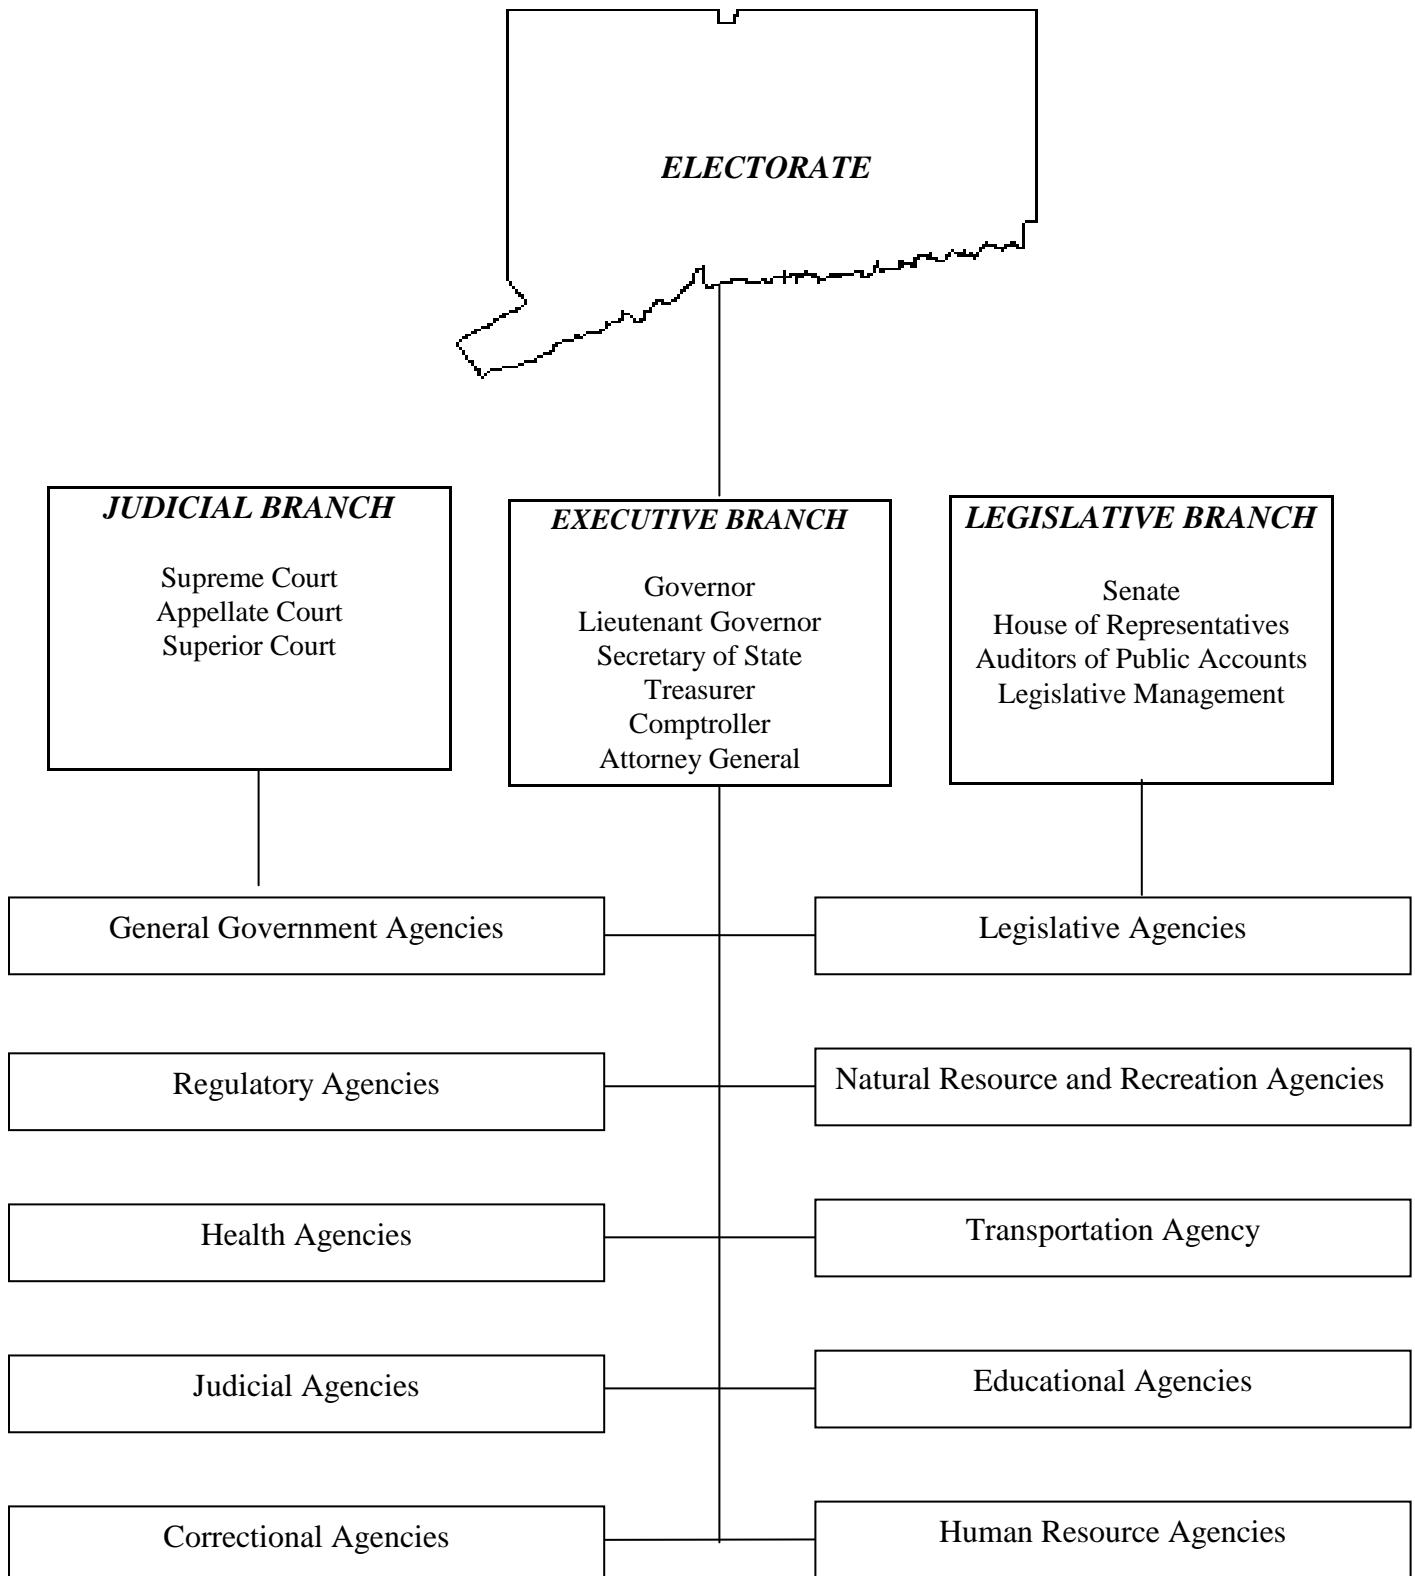 ELECTORATE
JUDICIAL BRANCH
Supreme Court
Appellate Court
Superior Court
EXECUTIVE BRANCH
Governor
Lieutenant Governor
Secretary of State
Treasurer
Comptroller
Attorney General
LEGISLATIVE BRANCH
Senate
House of Representatives
Auditors of Public Accounts
Legislative Management
General Government Agencies
Legislative Agencies
Regulatory Agencies
Natural Resource and Recreation Agencies
Health Agencies
Transportation Agency
Judicial Agencies
Educational Agencies
Correctional Agencies
Human Resource Agencies